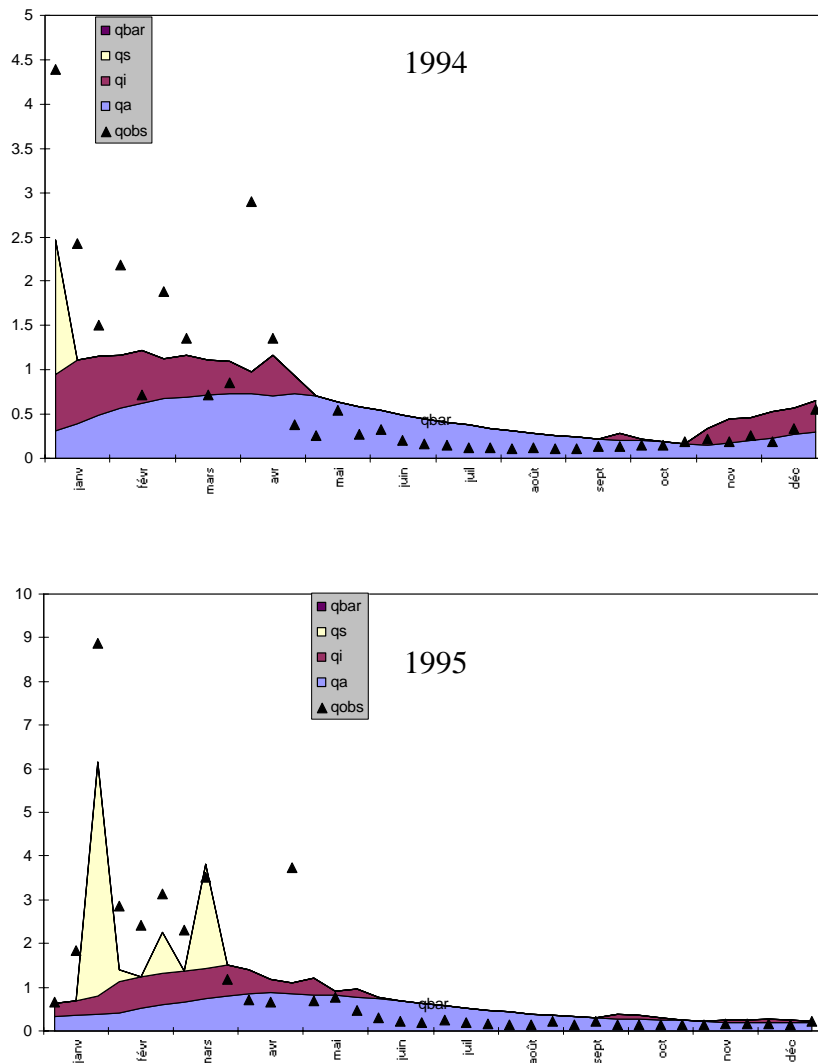 5
qbar
qs
1994
4.5
qi
4
qa
qobs
3.5
3
2.5
2
1.5
1
0.5
qbar
0
janv
févr
mars
avr
mai
juin
juil
août
sept
oct
nov
déc
10
qbar
9
qs
qi
1995
8
qa
qobs
7
6
5
4
3
2
1
qbar
0
janv
févr
mars
avr
mai
juin
juil
août
sept
oct
nov
déc